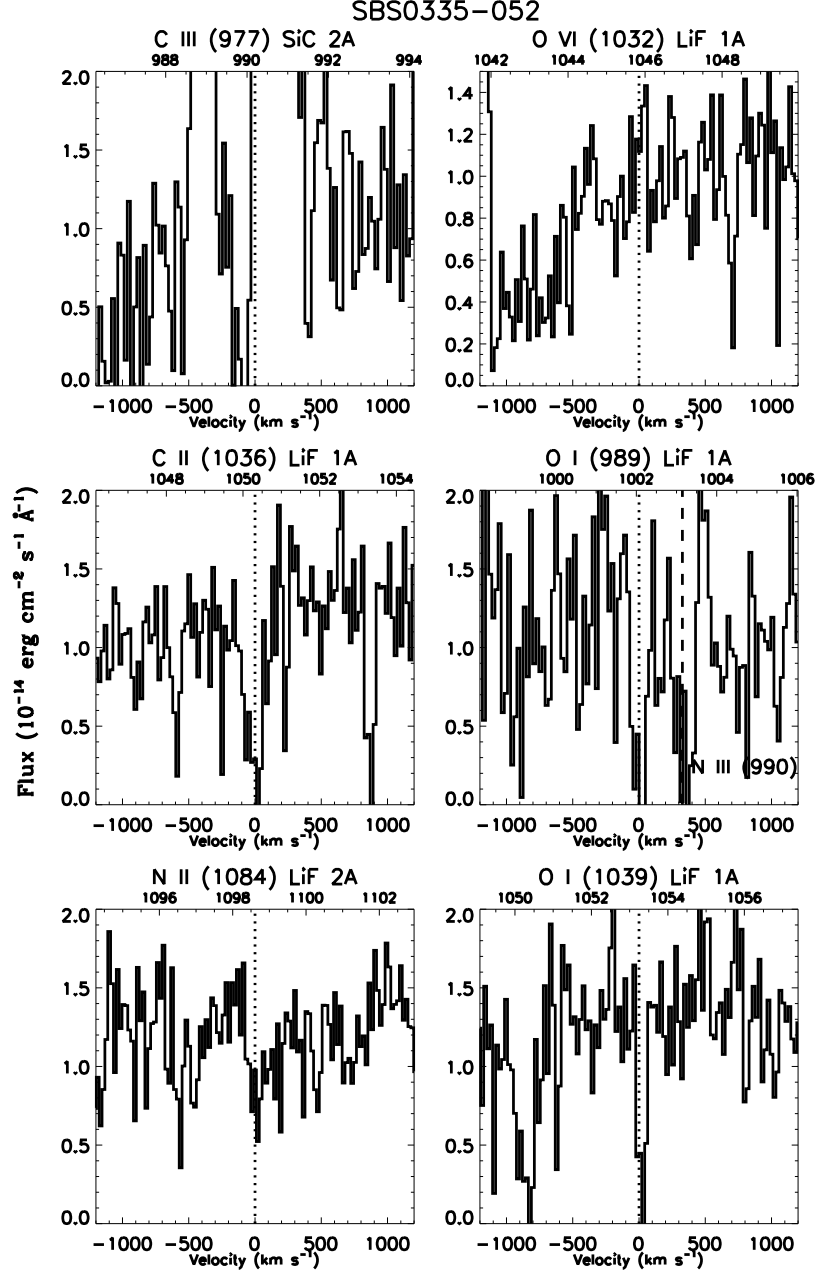 SBS0335−052
C III (977) SiC 2A
O VI (1032) LiF 1A
988 990 992 994
1042 1044 1046 1048
2.0
1.5
1.0
0.5
0.0
1.4
1.2
1.0
0.8
0.6
0.4
0.2
0.0
−1000 −500 0 500 1000
Velocity (km s⁻¹)
−1000 −500 0 500 1000
Velocity (km s⁻¹)
C II (1036) LiF 1A
O I (989) LiF 1A
1048 1050 1052 1054
1000 1002 1004 1006
Flux (10⁻¹⁴ erg cm⁻² s⁻¹ Å⁻¹)
2.0
1.5
1.0
0.5
0.0
2.0
1.5
1.0
0.5
0.0
N III (990)
−1000 −500 0 500 1000
Velocity (km s⁻¹)
−1000 −500 0 500 1000
Velocity (km s⁻¹)
N II (1084) LiF 2A
O I (1039) LiF 1A
1096 1098 1100 1102
1050 1052 1054 1056
2.0
1.5
1.0
0.5
0.0
2.0
1.5
1.0
0.5
0.0
−1000 −500 0 500 1000
Velocity (km s⁻¹)
−1000 −500 0 500 1000
Velocity (km s⁻¹)